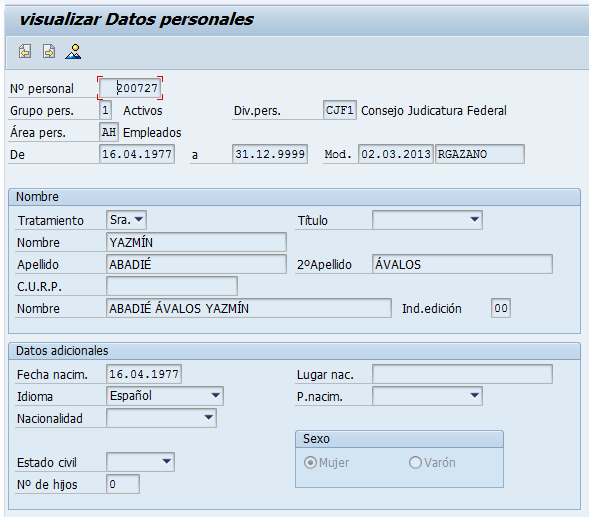 visualizar Datos personales
Nº personal 200727
Grupo pers. 1 Activos Div.pers. CJF1 Consejo Judicatura Federal
Área pers. AH Empleados
De 16.04.1977 a 31.12.9999 Mod. 02.03.2013 RGAZANO
Nombre
Tratamiento Sra. Título
Nombre YAZMÍN
Apellido ABADIÉ 2ºApellido ÁVALOS
C.U.R.P.
Nombre ABADIÉ ÁVALOS YAZMÍN Ind.edición 00
Datos adicionales
Fecha nacim. 16.04.1977 Lugar nac.
Idioma Español P.nacim.
Nacionalidad
Sexo
Estado civil Mujer Varón
Nº de hijos 0